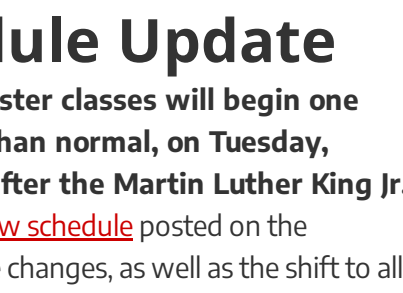 dule Update
ster classes will begin one
han normal, on Tuesday,
fter the Martin Luther King Jr.
w schedule posted on the
changes, as well as the shift to all